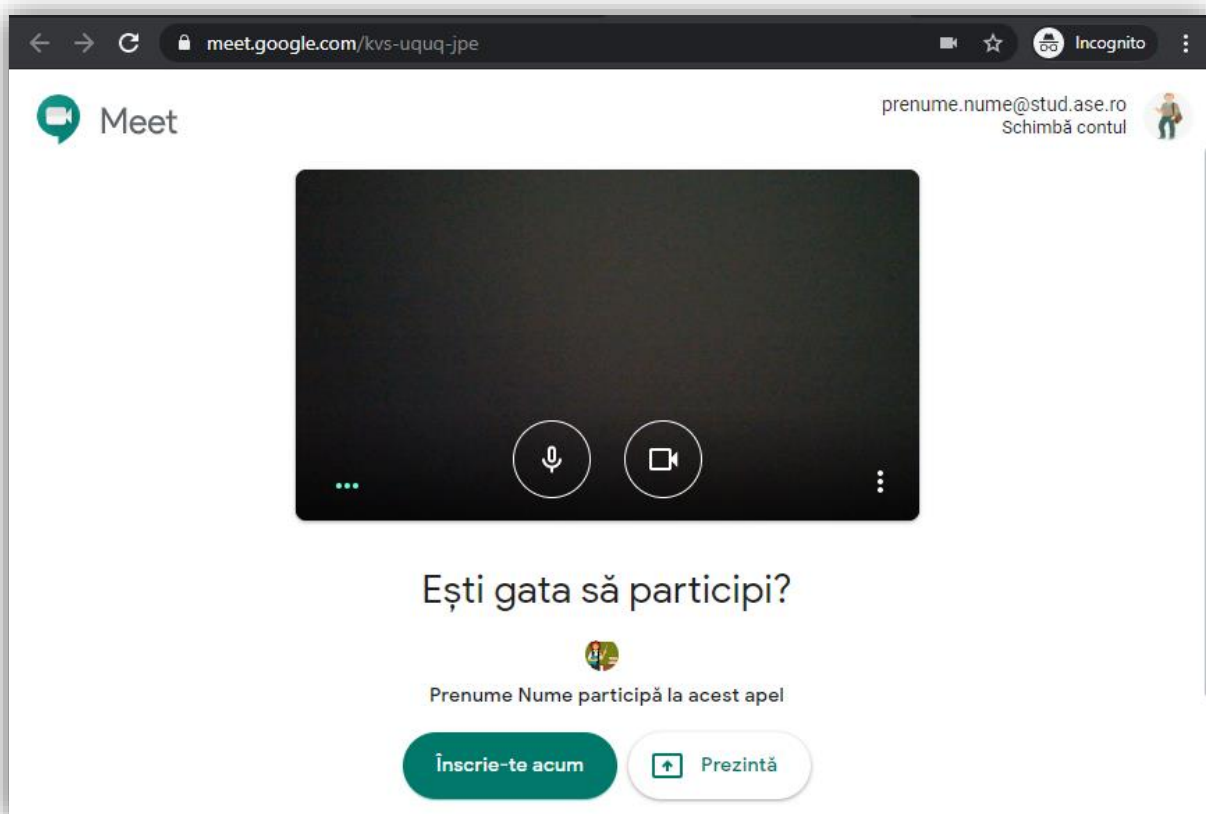 meet.google.com/kvs-uquq-jpe
Incognito
Meet
prenume.nume@stud.ase.ro
Schimbă contul
Ești gata să participi?
Prenume Nume participă la acest apel
Înscrie-te acum
Prezintă